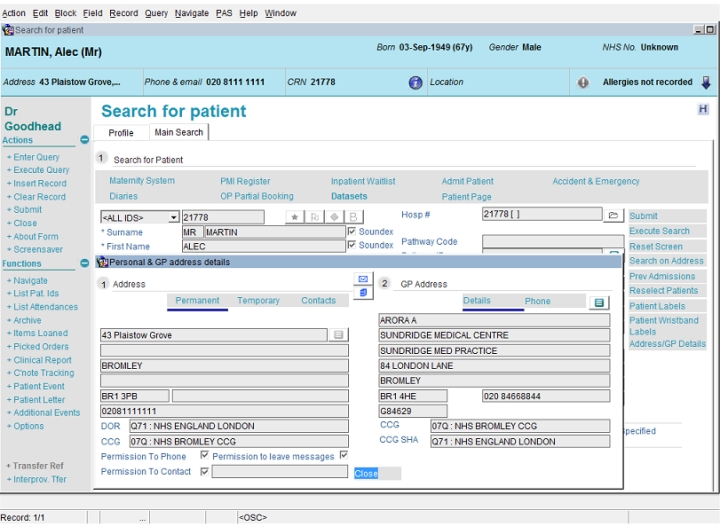 Action Edit Block Field Record Query Navigate PAS Help Window
Search for patient
MARTIN, Alec (Mr)
Born 03-Sep-1949 (67y) Gender Male NHS No. Unknown
Address 43 Plaistow Grove,... Phone & email 020 8111 1111 CRN 21778 Location Allergies not recorded
Dr Goodhead
Actions
+ Enter Query
+ Execute Query
+ Insert Record
+ Clear Record
+ Submit
+ Close
+ About Form
+ Screensaver
Functions
+ Navigate
+ List Pat. Ids
+ List Attendances
+ Archive
+ Items Loaned
+ Picked Orders
+ Clinical Report
+ C'note Tracking
+ Patient Event
+ Patient Letter
+ Additional Events
+ Options
+ Transfer Ref
+ Interprov. Tfer
Search for patient
H
Profile Main Search
1 Search for Patient
Maternity System PMI Register Inpatient Waitlist Admit Patient Accident & Emergency
Diaries OP Partial Booking Datasets Patient Page
<ALL IDS> 21778 Hosp # 21778 [ ]
* Surname MR MARTIN Soundex
* First Name ALEC Soundex Pathway Code
Submit
Execute Search
Reset Screen
Search on Address
Prev Admissions
Reselect Patients
Patient Labels
Patient Wristband
Labels
Address/GP Details
Personal & GP address details
1 Address
Permanent Temporary Contacts
43 Plaistow Grove
BROMLEY
BR1 3PB
02081111111
DOR Q71 : NHS ENGLAND LONDON
CCG 07Q : NHS BROMLEY CCG
Permission To Phone Permission to leave messages
Permission To Contact
Close
2 GP Address
Details Phone
ARORA A
SUNDRIDGE MEDICAL CENTRE
SUNDRIDGE MED PRACTICE
84 LONDON LANE
BROMLEY
BR1 4HE 020 84668844
G84629
CCG 07Q : NHS BROMLEY CCG
CCG SHA Q71 : NHS ENGLAND LONDON
pecified
Record: 1/1 ... <OSC>